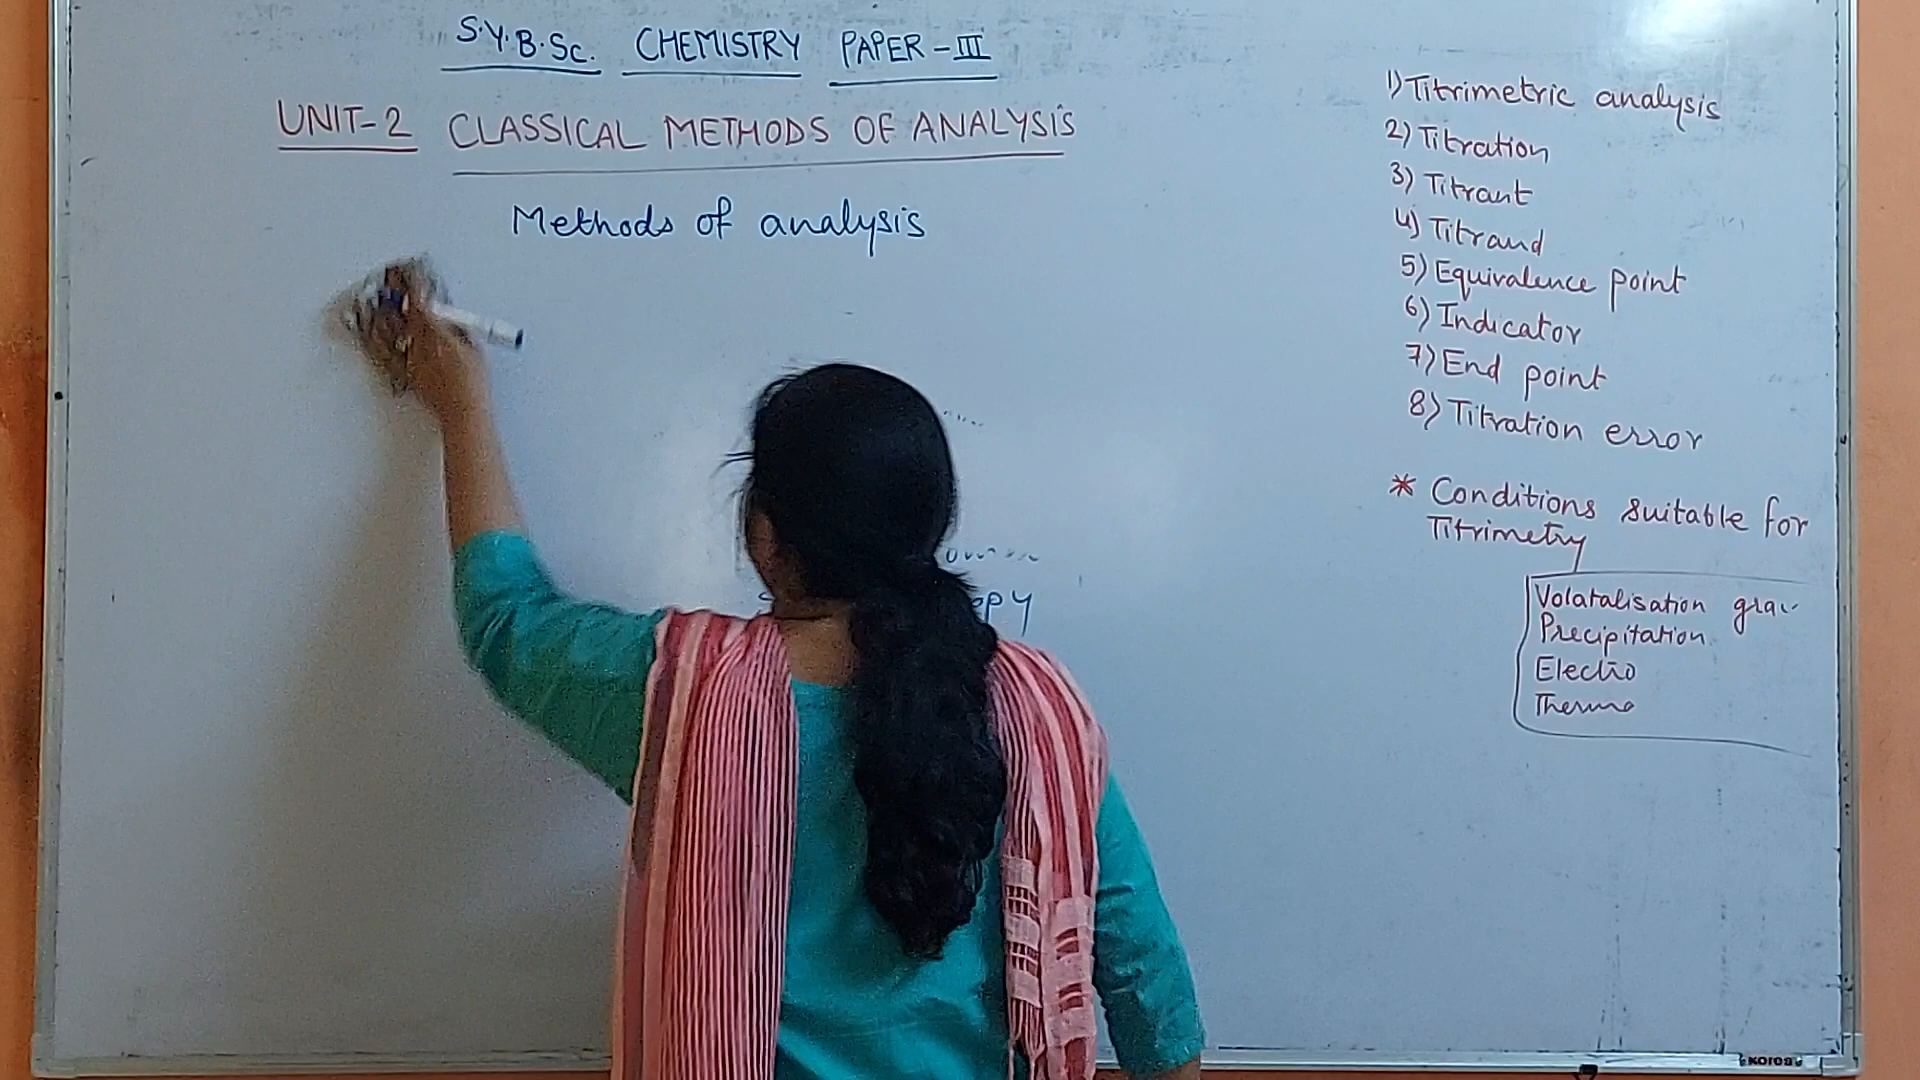 S.Y.B.Sc. CHEMISTRY PAPER-III
UNIT-2 CLASSICAL METHODS OF ANALYSIS
Methods of analysis
1) Titrimetric analysis
2) Titration
3) Titrant
4) Titrand
5) Equivalence point
6) Indicator
7) End point
8) Titration error
* Conditions suitable for
Titrimetry
Volatalisation grav
Precipitation
Electro
Thermo
KOROS